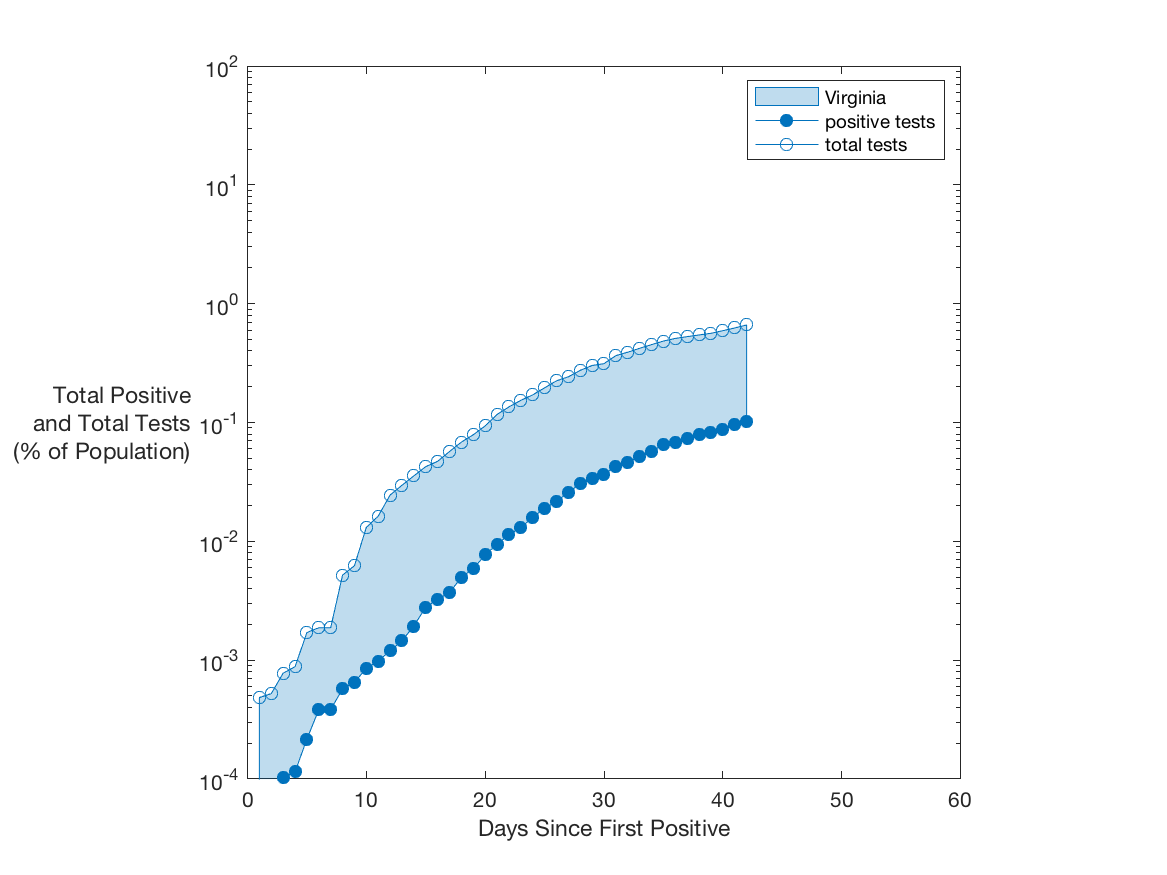 10^2
10^1
10^0
10^-1
10^-2
10^-3
10^-4
Total Positive
and Total Tests
(% of Population)
Virginia
positive tests
total tests
0 10 20 30 40 50 60
Days Since First Positive